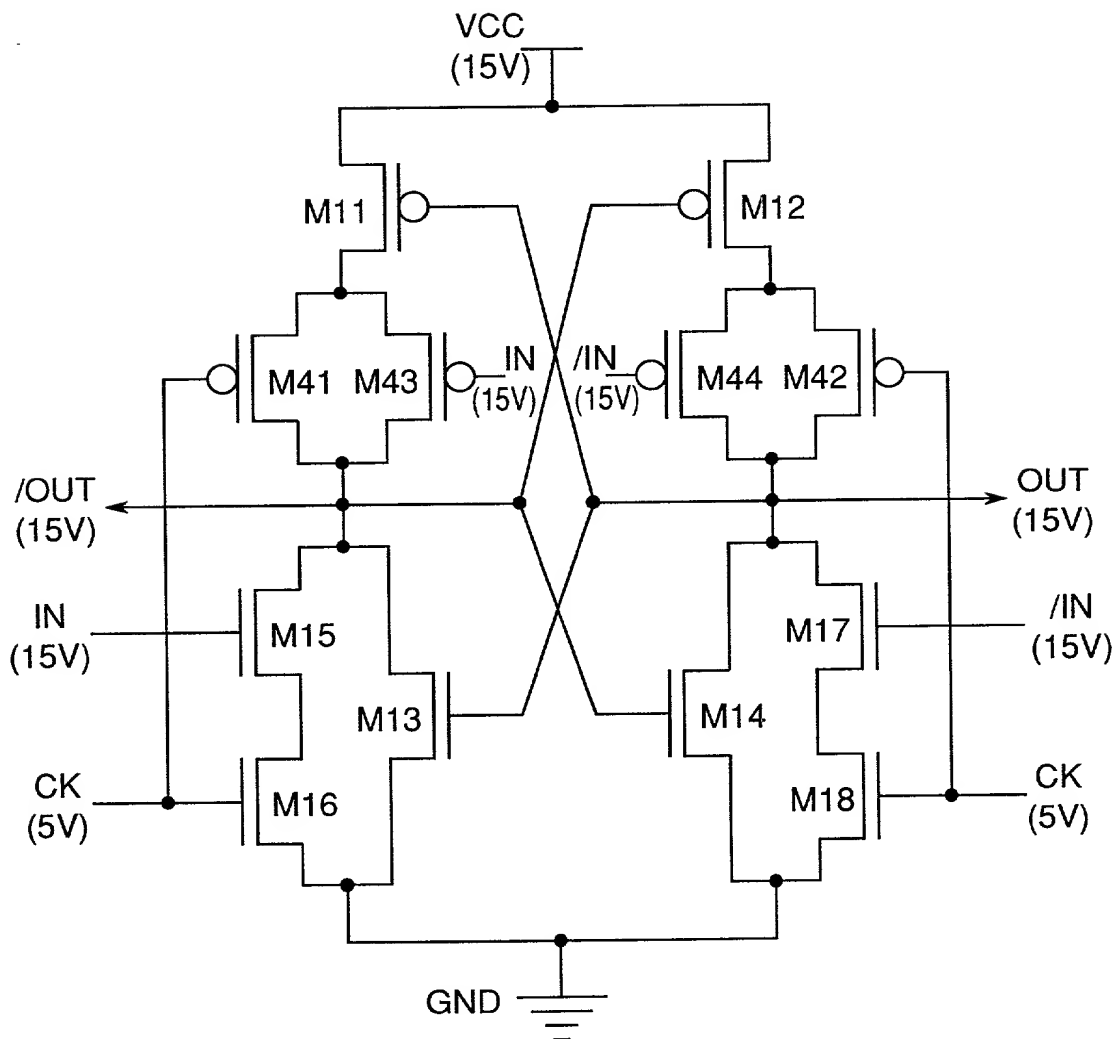 VCC
(15V)
M11
M12
M41
M43
IN
(15V)
/IN
(15V)
M44
M42
/OUT
(15V)
OUT
(15V)
IN
(15V)
M15
M13
M14
M17
/IN
(15V)
CK
(5V)
M16
M18
CK
(5V)
GND